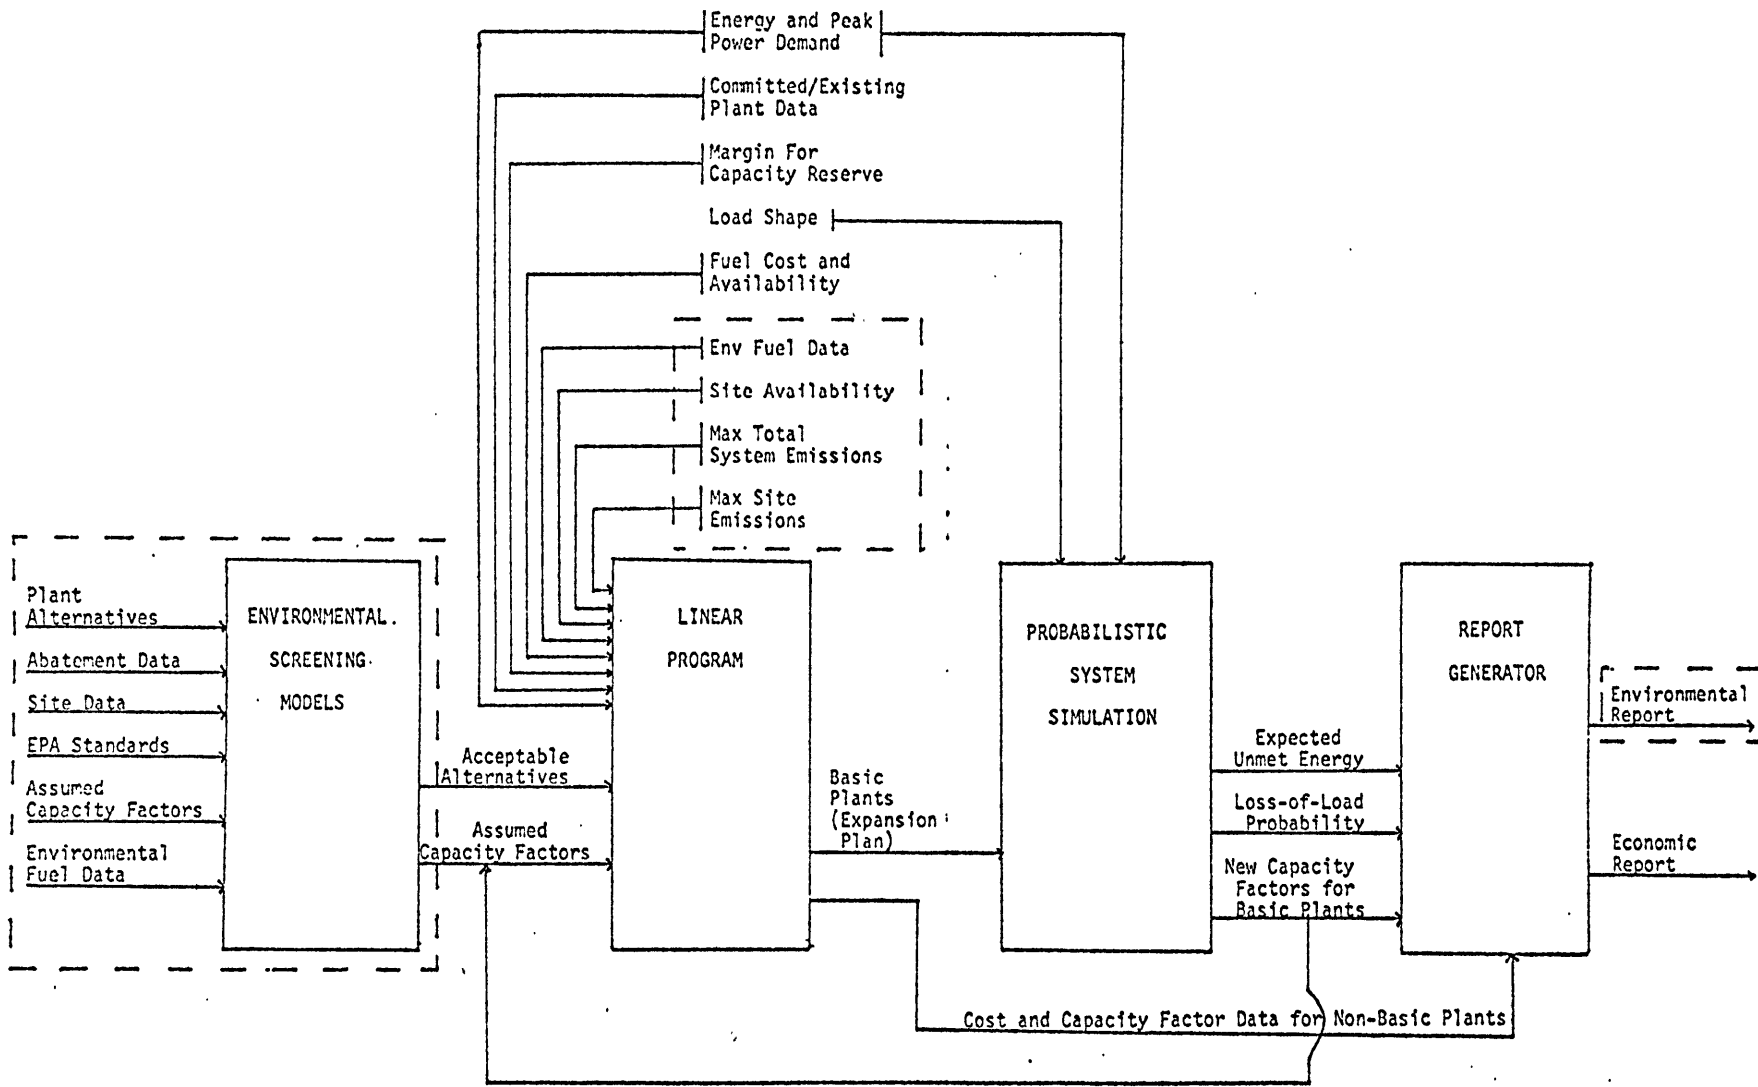 Energy and Peak
Power Demand
Committed/Existing
Plant Data
Margin For
Capacity Reserve
Load Shape
Fuel Cost and
Availability
Env Fuel Data
Site Availability
Max Total
System Emissions
Max Site
Emissions
Plant
Alternatives
Abatement Data
Site Data
EPA Standards
Assumed
Capacity Factors
Environmental
Fuel Data
ENVIRONMENTAL.
SCREENING
MODELS
Acceptable
Alternatives
Assumed
Capacity Factors
LINEAR
PROGRAM
Basic
Plants
(Expansion
Plan)
PROBABILISTIC
SYSTEM
SIMULATION
Expected
Unmet Energy
Loss-of-Load
Probability
New Capacity
Factors for
Basic Plants
REPORT
GENERATOR
Environmental
Report
Economic
Report
Cost and Capacity Factor Data for Non-Basic Plants